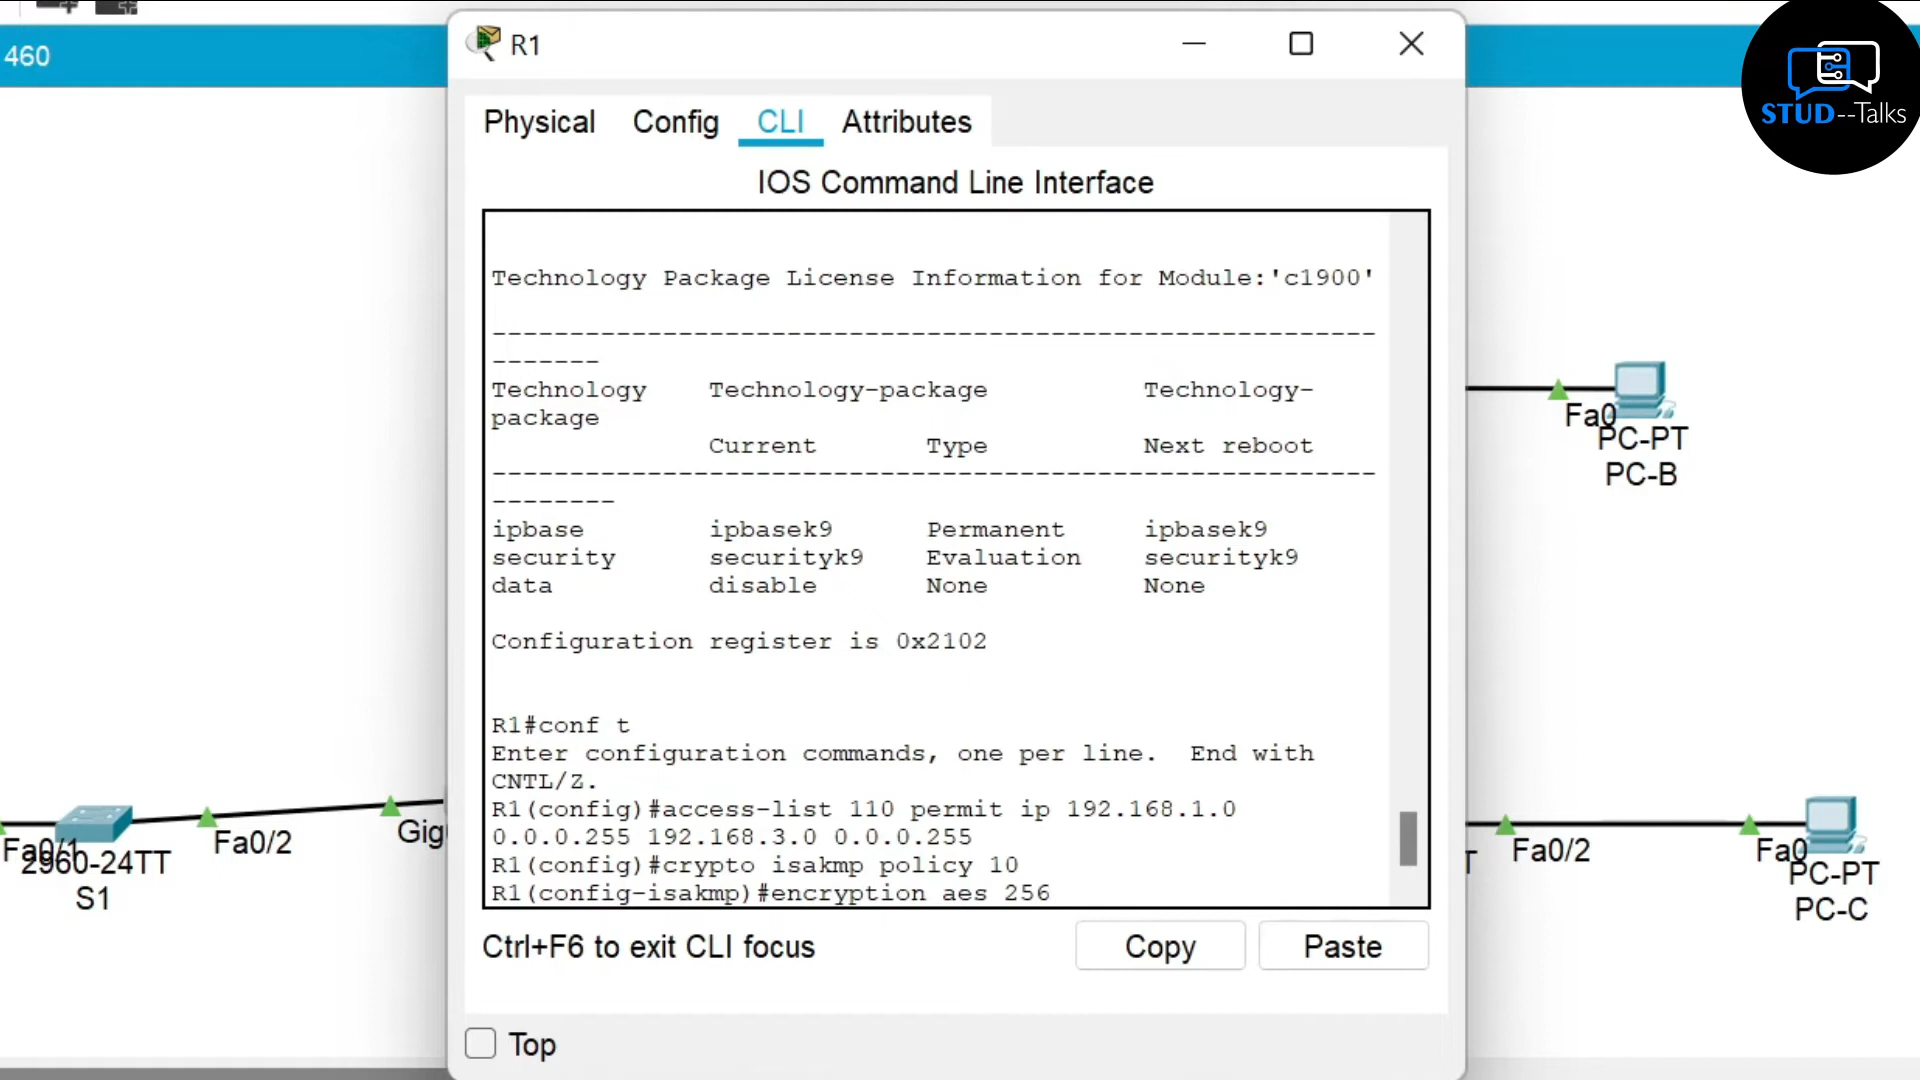 460
R1
STUD--Talks
Physical
Config
CLI
Attributes
IOS Command Line Interface
Technology Package License Information for Module:'c1900'
----------------------------------------------------------
-------
Technology Technology-package Technology-
package
Current Type Next reboot
----------------------------------------------------------
--------
ipbase ipbasek9 Permanent ipbasek9
security securityk9 Evaluation securityk9
data disable None None
Configuration register is 0x2102
R1#conf t
Enter configuration commands, one per line. End with
CNTL/Z.
R1(config)#access-list 110 permit ip 192.168.1.0
0.0.0.255 192.168.3.0 0.0.0.255
R1(config)#crypto isakmp policy 10
R1(config-isakmp)#encryption aes 256
Ctrl+F6 to exit CLI focus
Copy
Paste
Top
Fa0
PC-PT
PC-B
Fa0/1
2960-24TT
S1
Fa0/2
Gig
T
Fa0/2
Fa0
PC-PT
PC-C